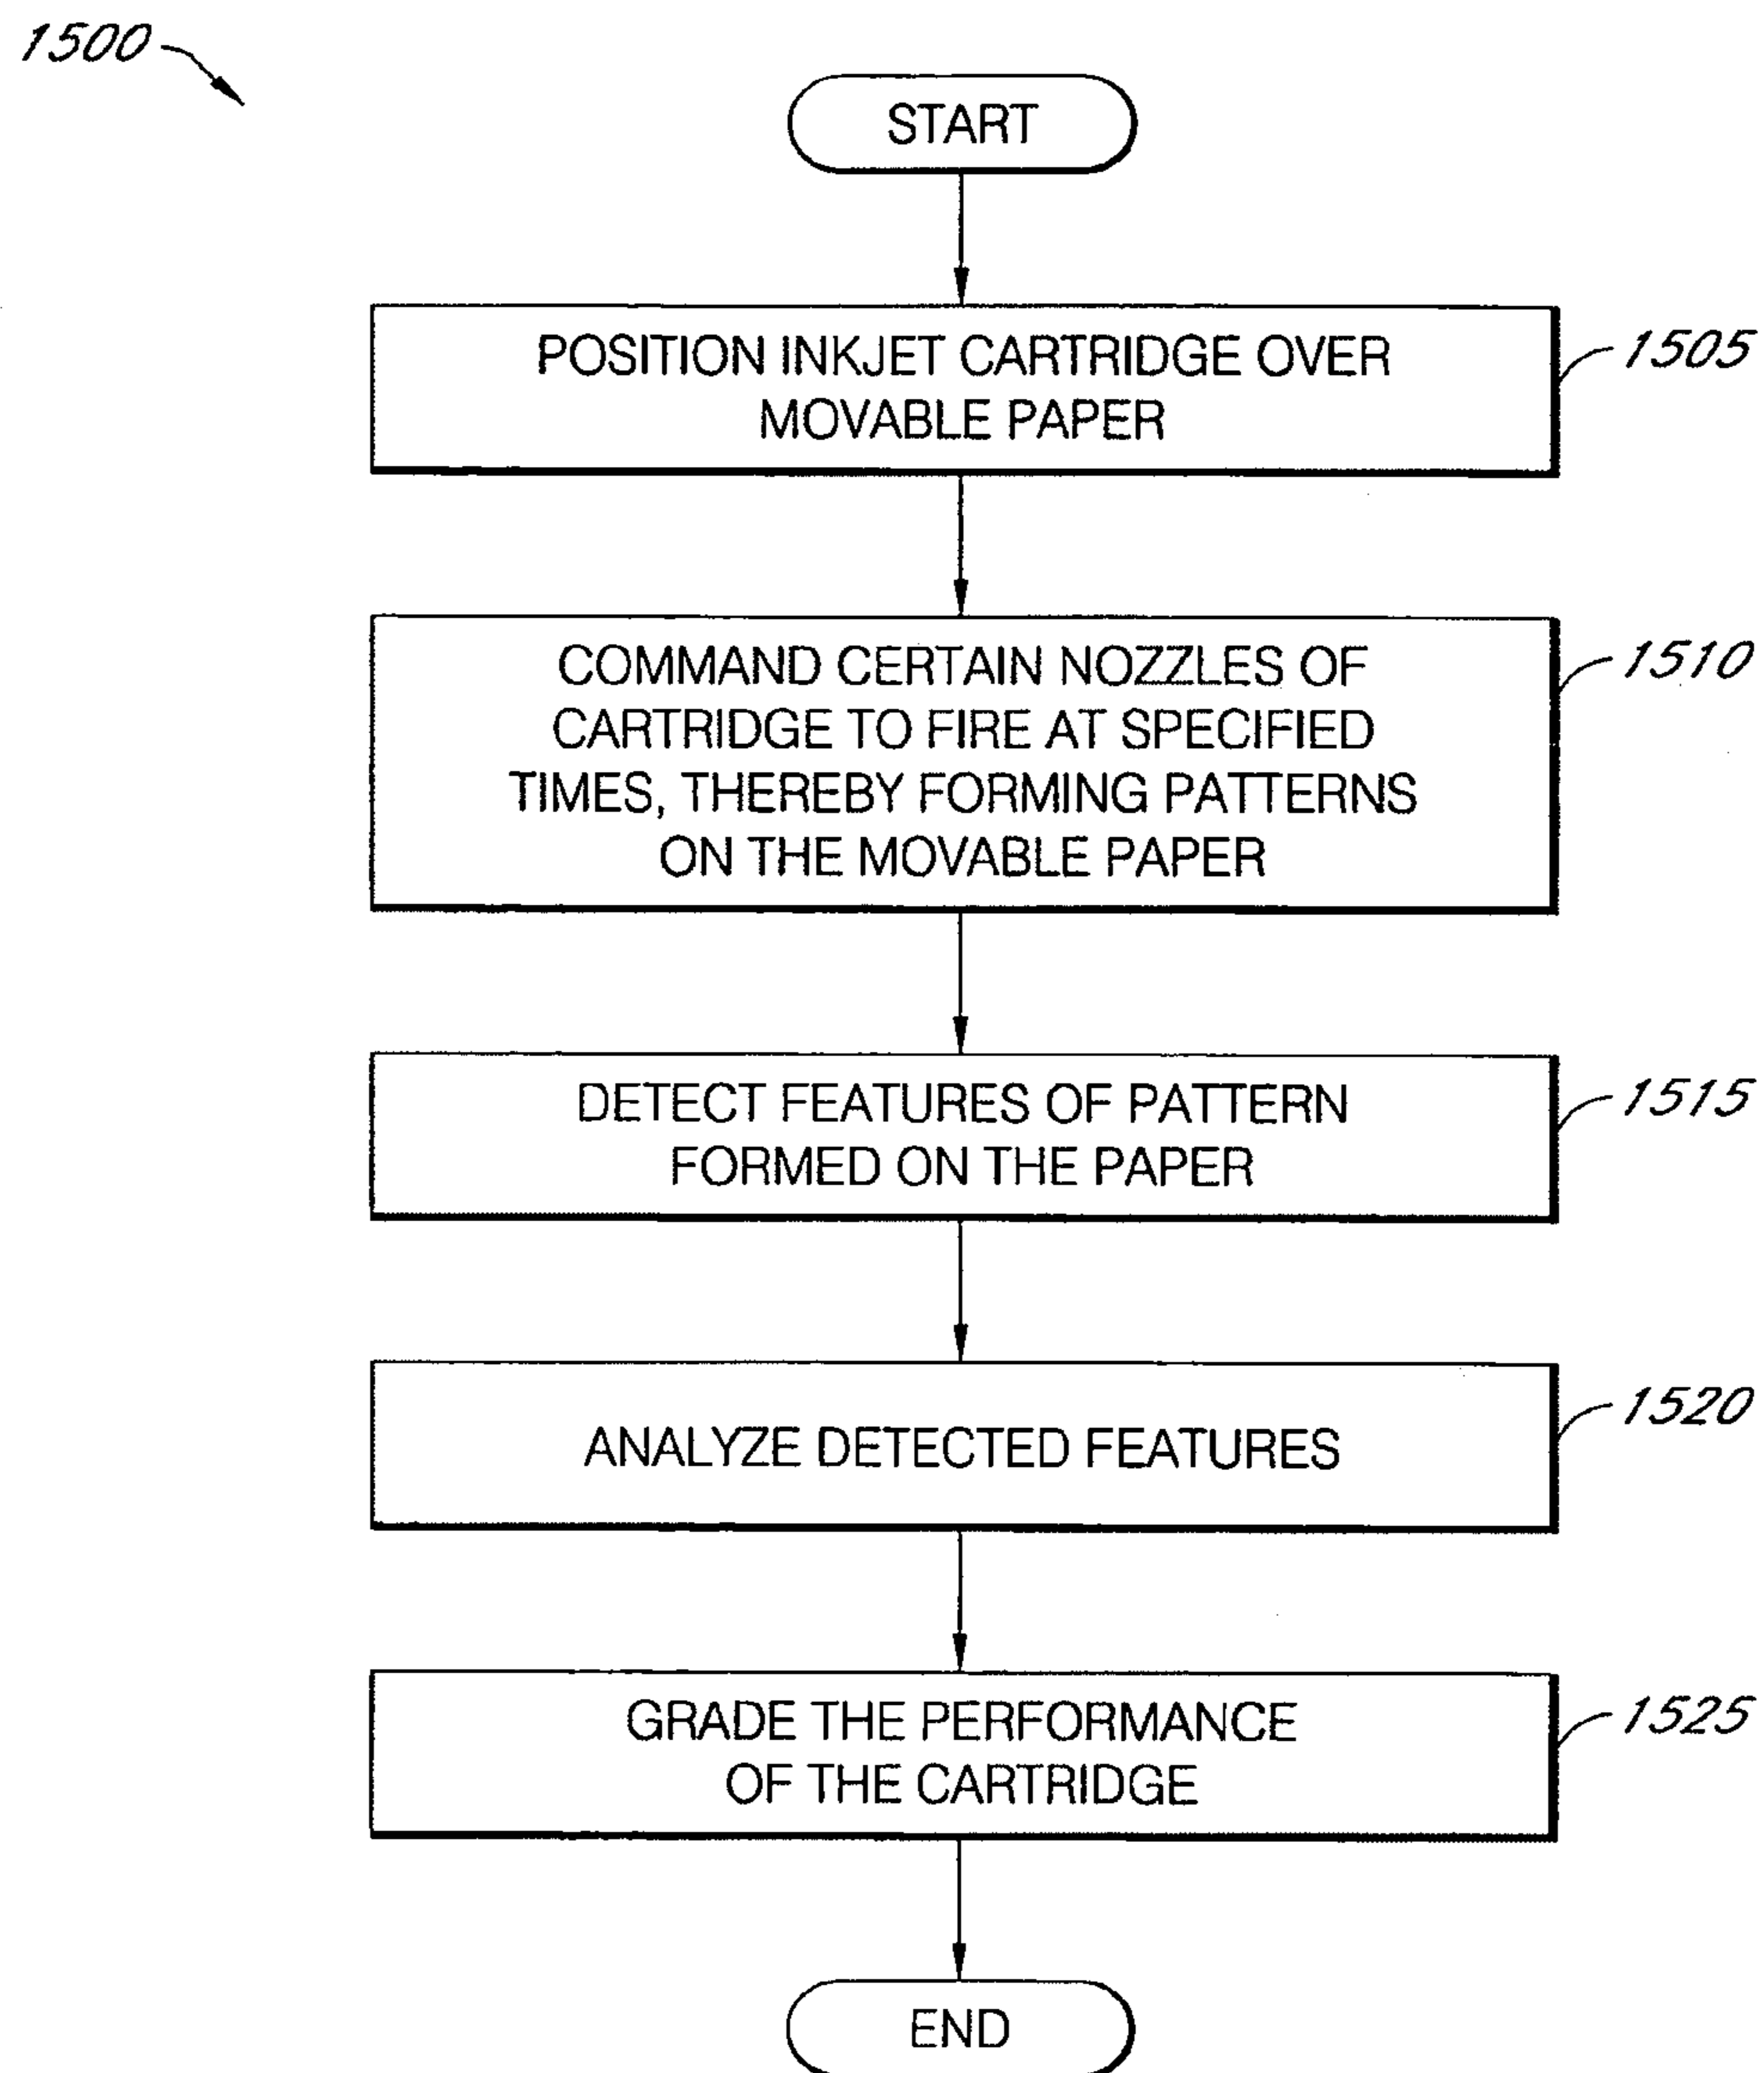 1500
START
POSITION INKJET CARTRIDGE OVER
MOVABLE PAPER
1505
COMMAND CERTAIN NOZZLES OF
CARTRIDGE TO FIRE AT SPECIFIED
TIMES, THEREBY FORMING PATTERNS
ON THE MOVABLE PAPER
1510
DETECT FEATURES OF PATTERN
FORMED ON THE PAPER
1515
ANALYZE DETECTED FEATURES
1520
GRADE THE PERFORMANCE
OF THE CARTRIDGE
1525
END